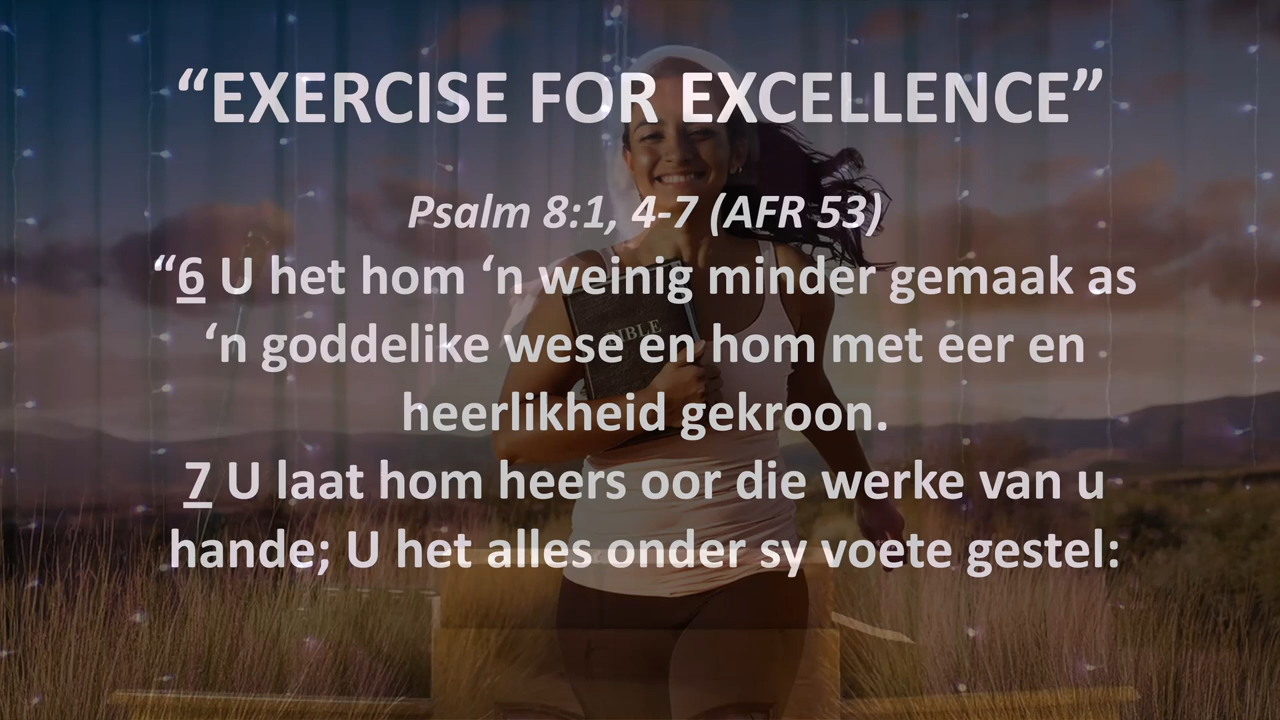 “EXERCISE FOR EXCELLENCE”
Psalm 8:1, 4-7 (AFR 53)
“6 U het hom ‘n weinig minder gemaak as
‘n goddelike wese en hom met eer en
heerlikheid gekroon.
7 U laat hom heers oor die werke van u
hande; U het alles onder sy voete gestel:
BIBLE